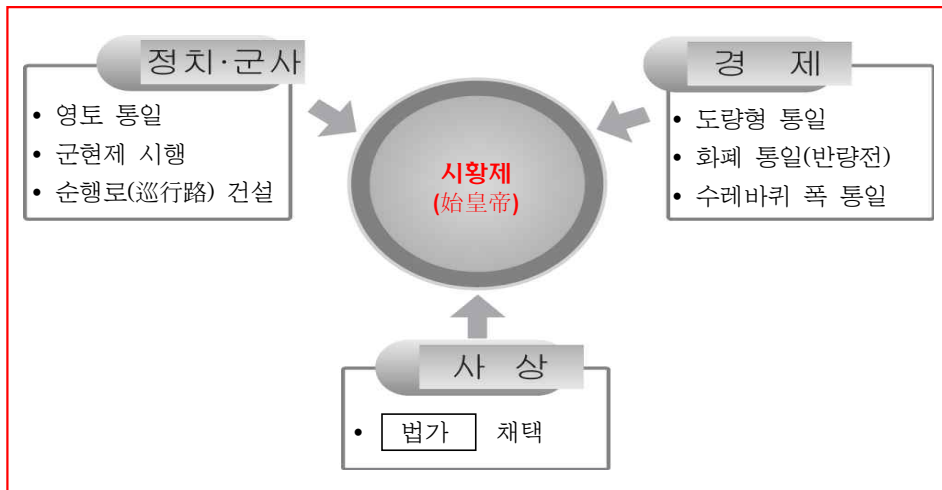 정치·군사
• 영토 통일
• 군현제 시행
• 순행로(巡行路) 건설
경 제
• 도량형 통일
• 화폐 통일(반량전)
• 수레바퀴 폭 통일
시황제
(始皇帝)
사 상
• 법가 채택